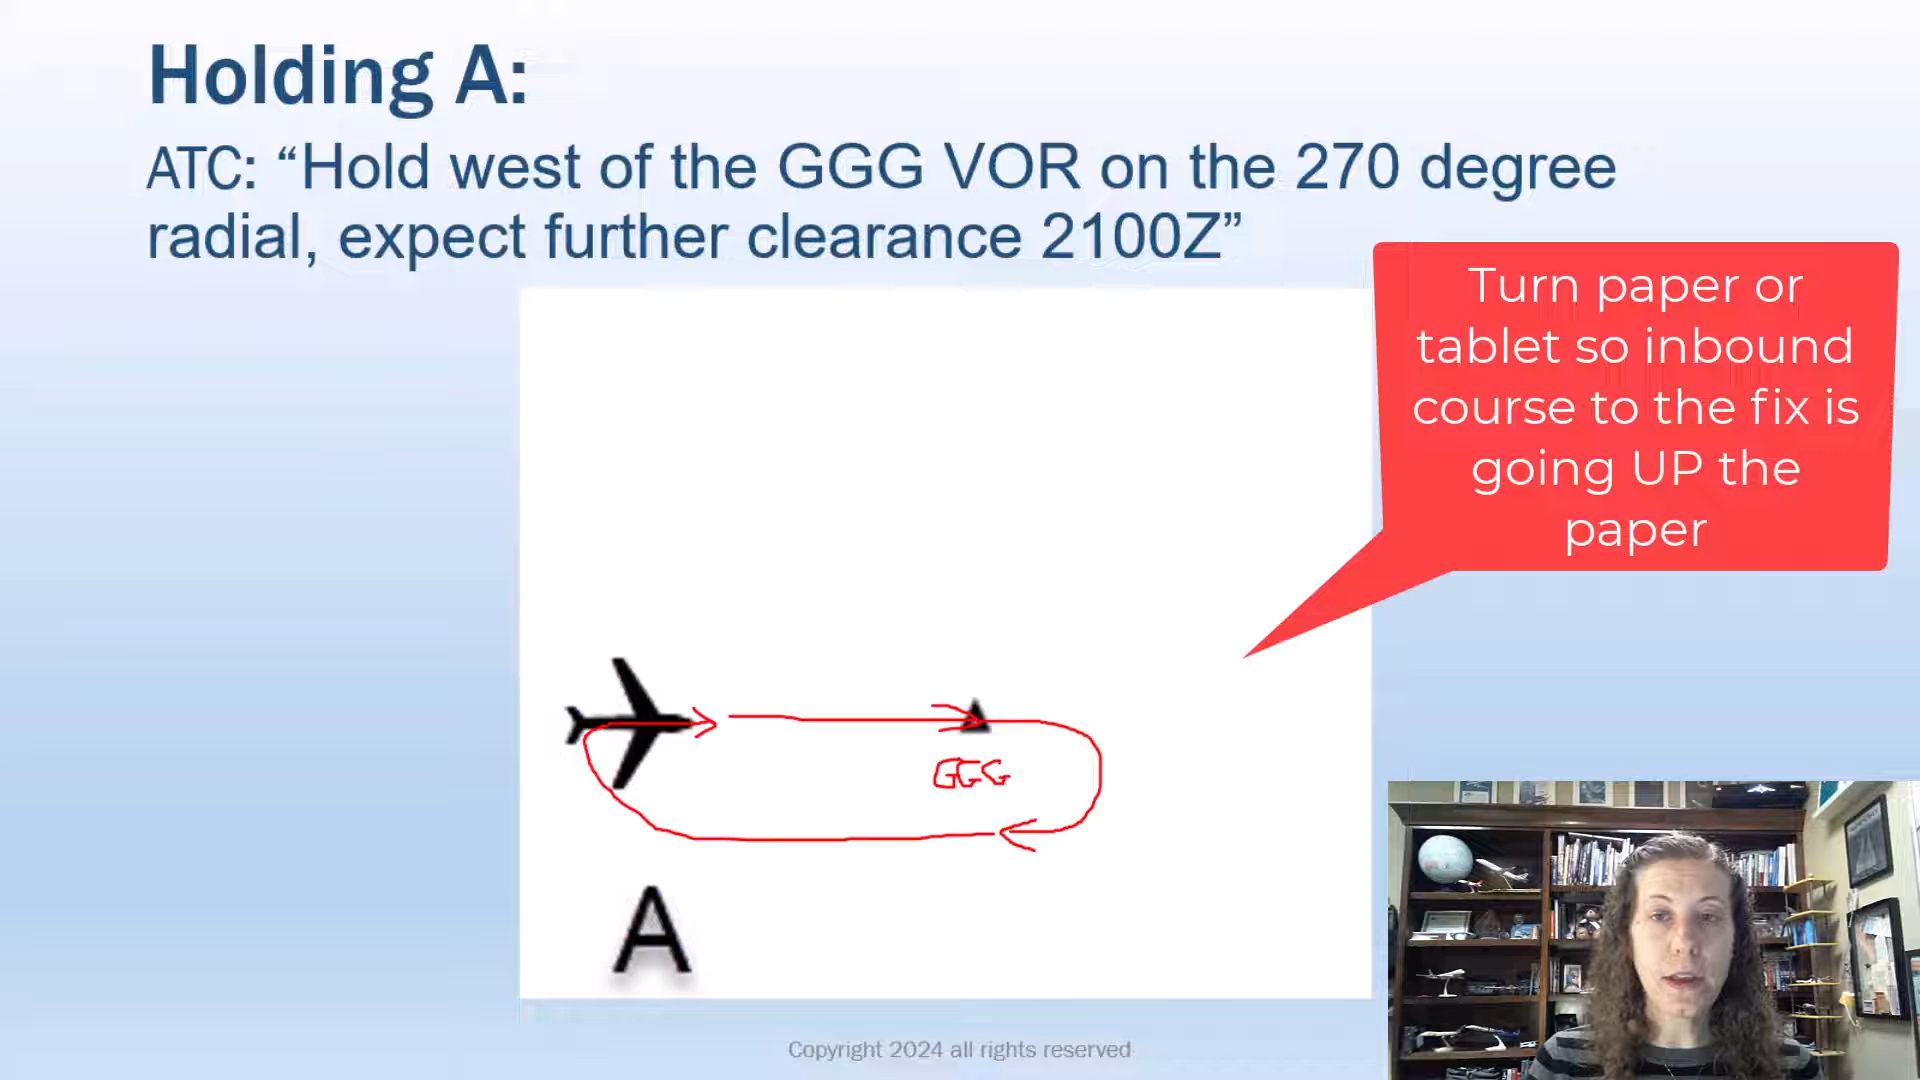 Holding A:
ATC: “Hold west of the GGG VOR on the 270 degree
radial, expect further clearance 2100Z”
Turn paper or
tablet so inbound
course to the fix is
going UP the
paper
GGG
A
Copyright 2024 all rights reserved